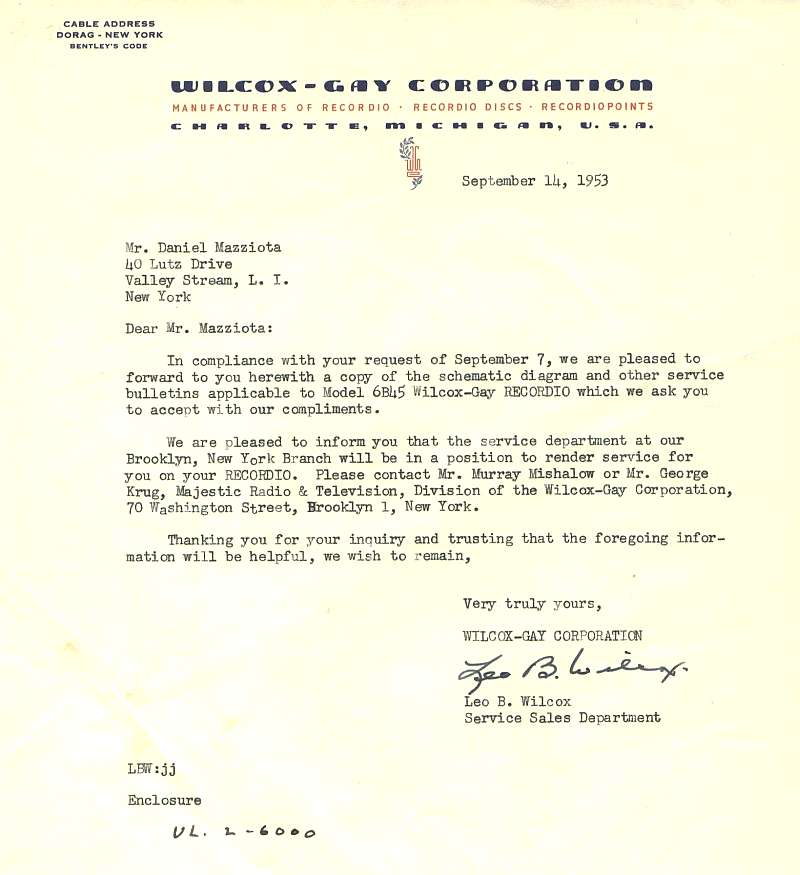 CABLE ADDRESS
DORAG - NEW YORK
BENTLEY'S CODE
WILCOX-GAY CORPORATION
MANUFACTURERS OF RECORDIO · RECORDIO DISCS · RECORDIOPOINTS
CHARLOTTE, MICHIGAN, U.S.A.
September 14, 1953
Mr. Daniel Mazziota
40 Lutz Drive
Valley Stream, L. I.
New York
Dear Mr. Mazziota:
In compliance with your request of September 7, we are pleased to
forward to you herewith a copy of the schematic diagram and other service
bulletins applicable to Model 6B45 Wilcox-Gay RECORDIO which we ask you
to accept with our compliments.
We are pleased to inform you that the service department at our
Brooklyn, New York Branch will be in a position to render service for
you on your RECORDIO. Please contact Mr. Murray Mishalow or Mr. George
Krug, Majestic Radio & Television, Division of the Wilcox-Gay Corporation,
70 Washington Street, Brooklyn 1, New York.
Thanking you for your inquiry and trusting that the foregoing infor-
mation will be helpful, we wish to remain,
Very truly yours,
WILCOX-GAY CORPORATION
Leo B. Wilcox
Leo B. Wilcox
Service Sales Department
LBW:jj
Enclosure
UL. 2-6000